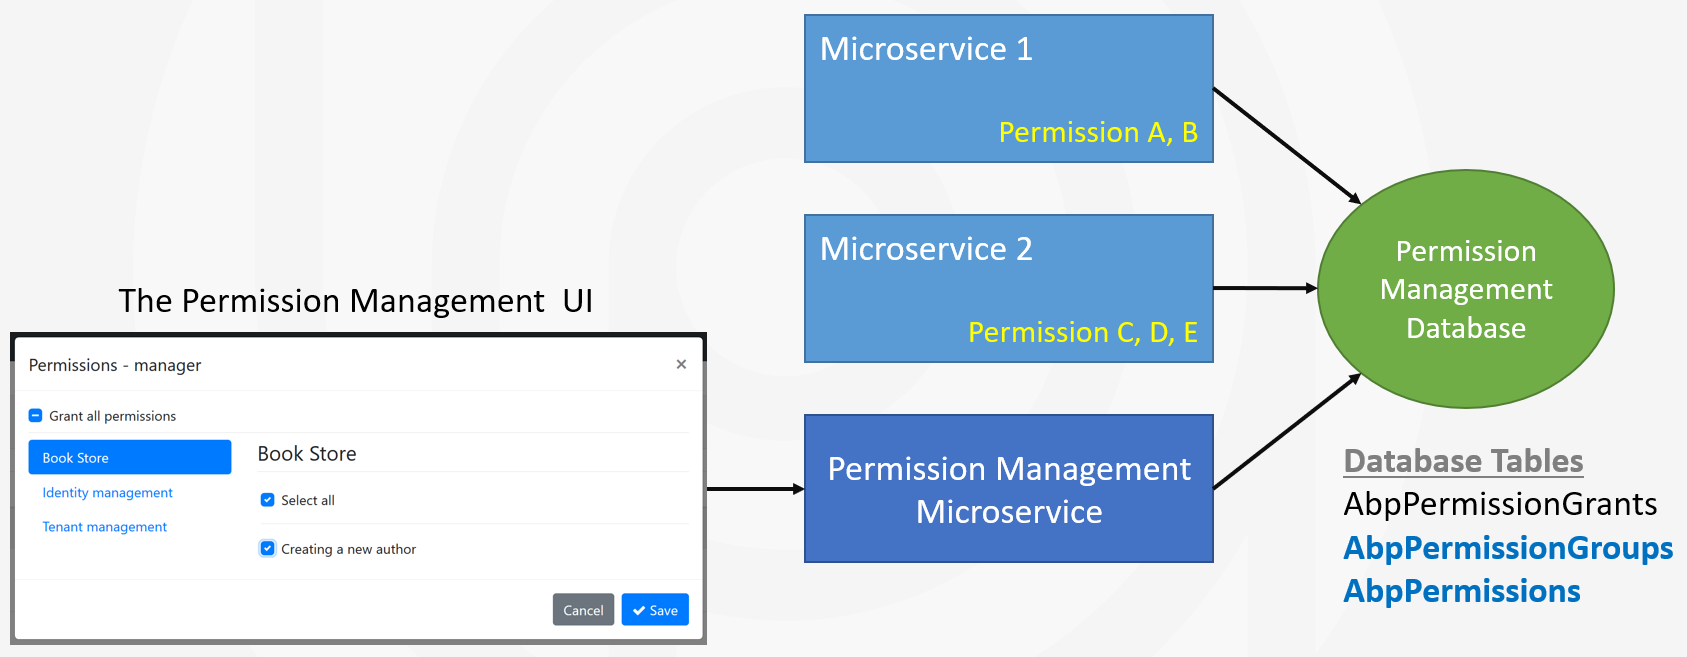 Microservice 1
Permission A, B
Microservice 2
Permission C, D, E
The Permission Management UI
Permissions - manager
×
Grant all permissions
Book Store
Identity management
Tenant management
Book Store
Select all
Creating a new author
Cancel
Save
Permission Management
Microservice
Permission
Management
Database
Database Tables
AbpPermissionGrants
AbpPermissionGroups
AbpPermissions